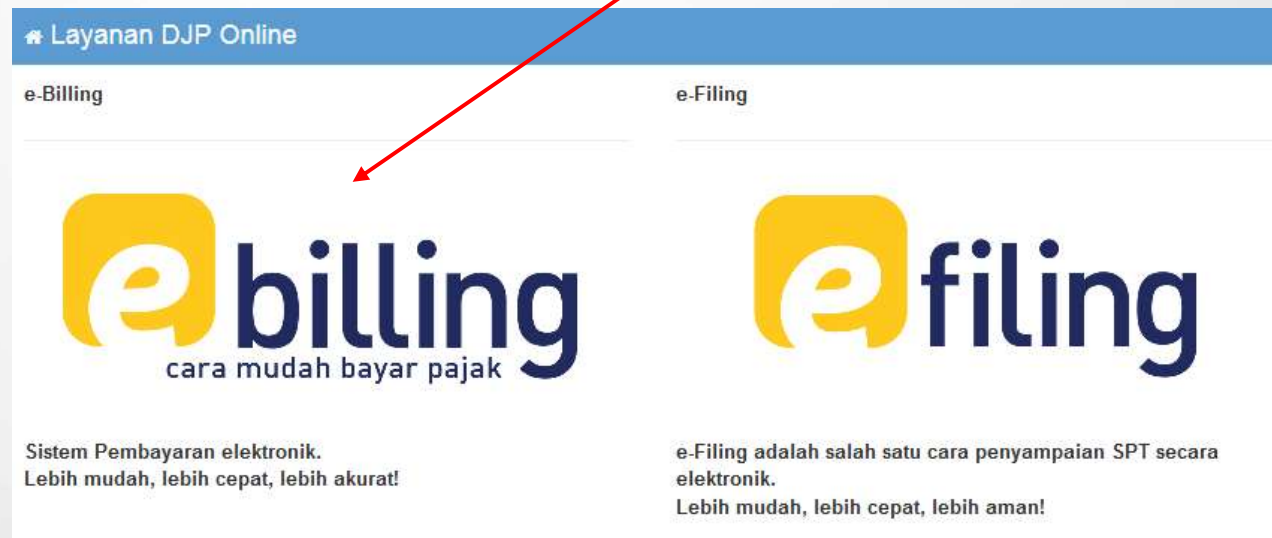 Layanan DJP Online
e-Billing
e-Filing
e billing
cara mudah bayar pajak
e filing
Sistem Pembayaran elektronik.
Lebih mudah, lebih cepat, lebih akurat!
e-Filing adalah salah satu cara penyampaian SPT secara
elektronik.
Lebih mudah, lebih cepat, lebih aman!